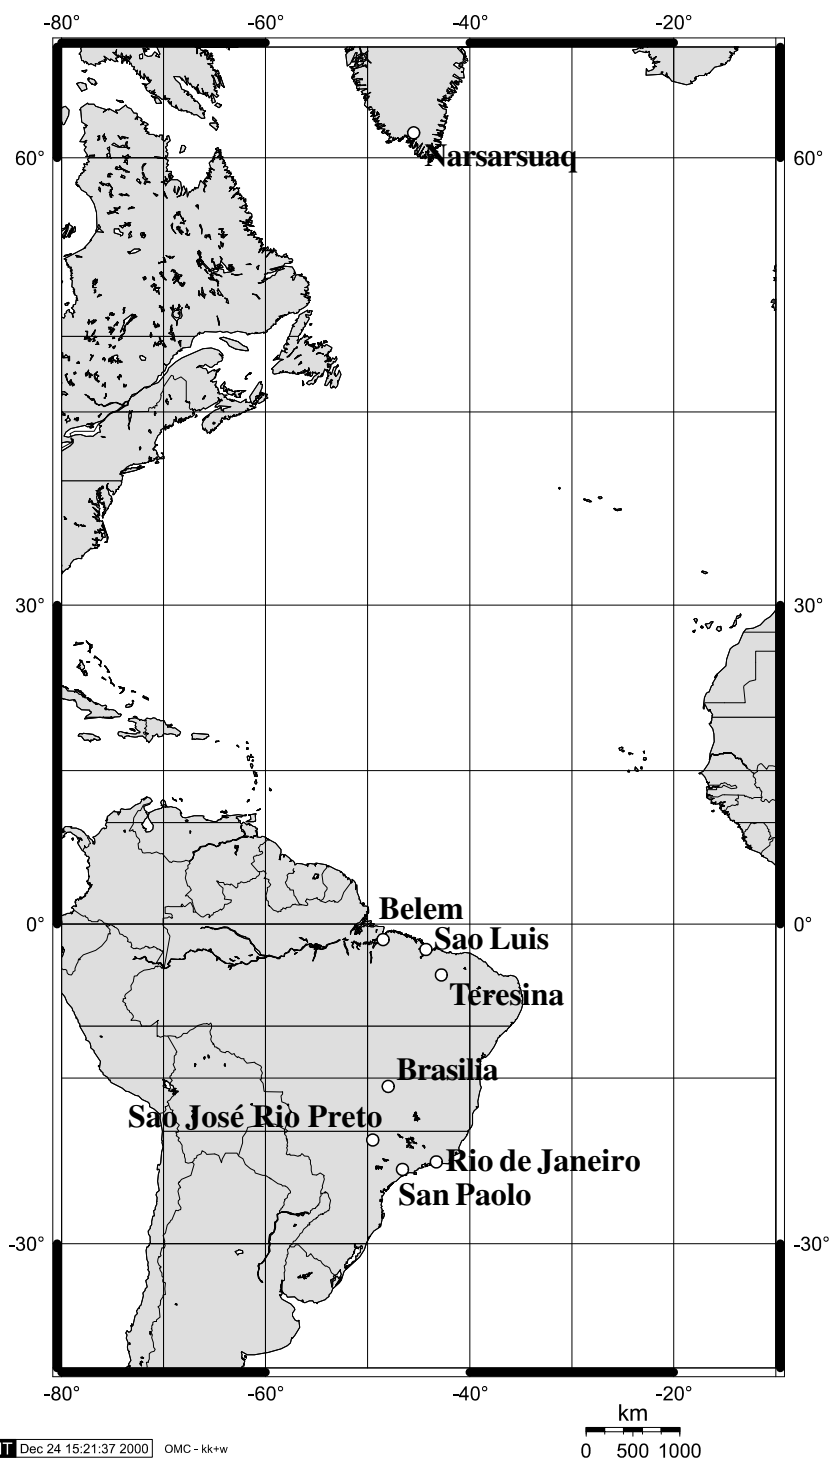 -80° -60° -40° -20°
60° 60°
Narsarsuaq
30° 30°
Belem
0° 0°
Sao Luis
Teresina
Brasilia
Sao José Rio Preto
Rio de Janeiro
San Paolo
-30° -30°
-80° -60° -40° -20°
km
0 500 1000
Dec 24 15:21:37 2000 OMC - kk+w